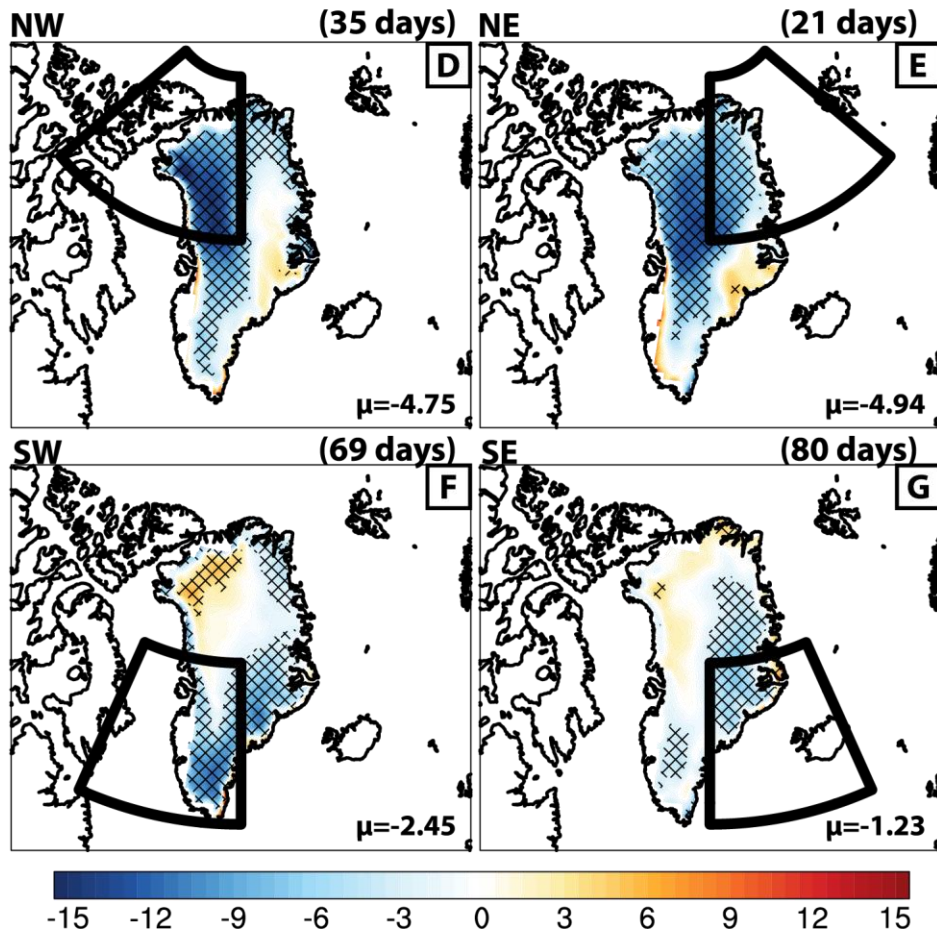 NW (35 days)
D
μ=-4.75
NE (21 days)
E
μ=-4.94
SW (69 days)
F
μ=-2.45
SE (80 days)
G
μ=-1.23
-15 -12 -9 -6 -3 0 3 6 9 12 15